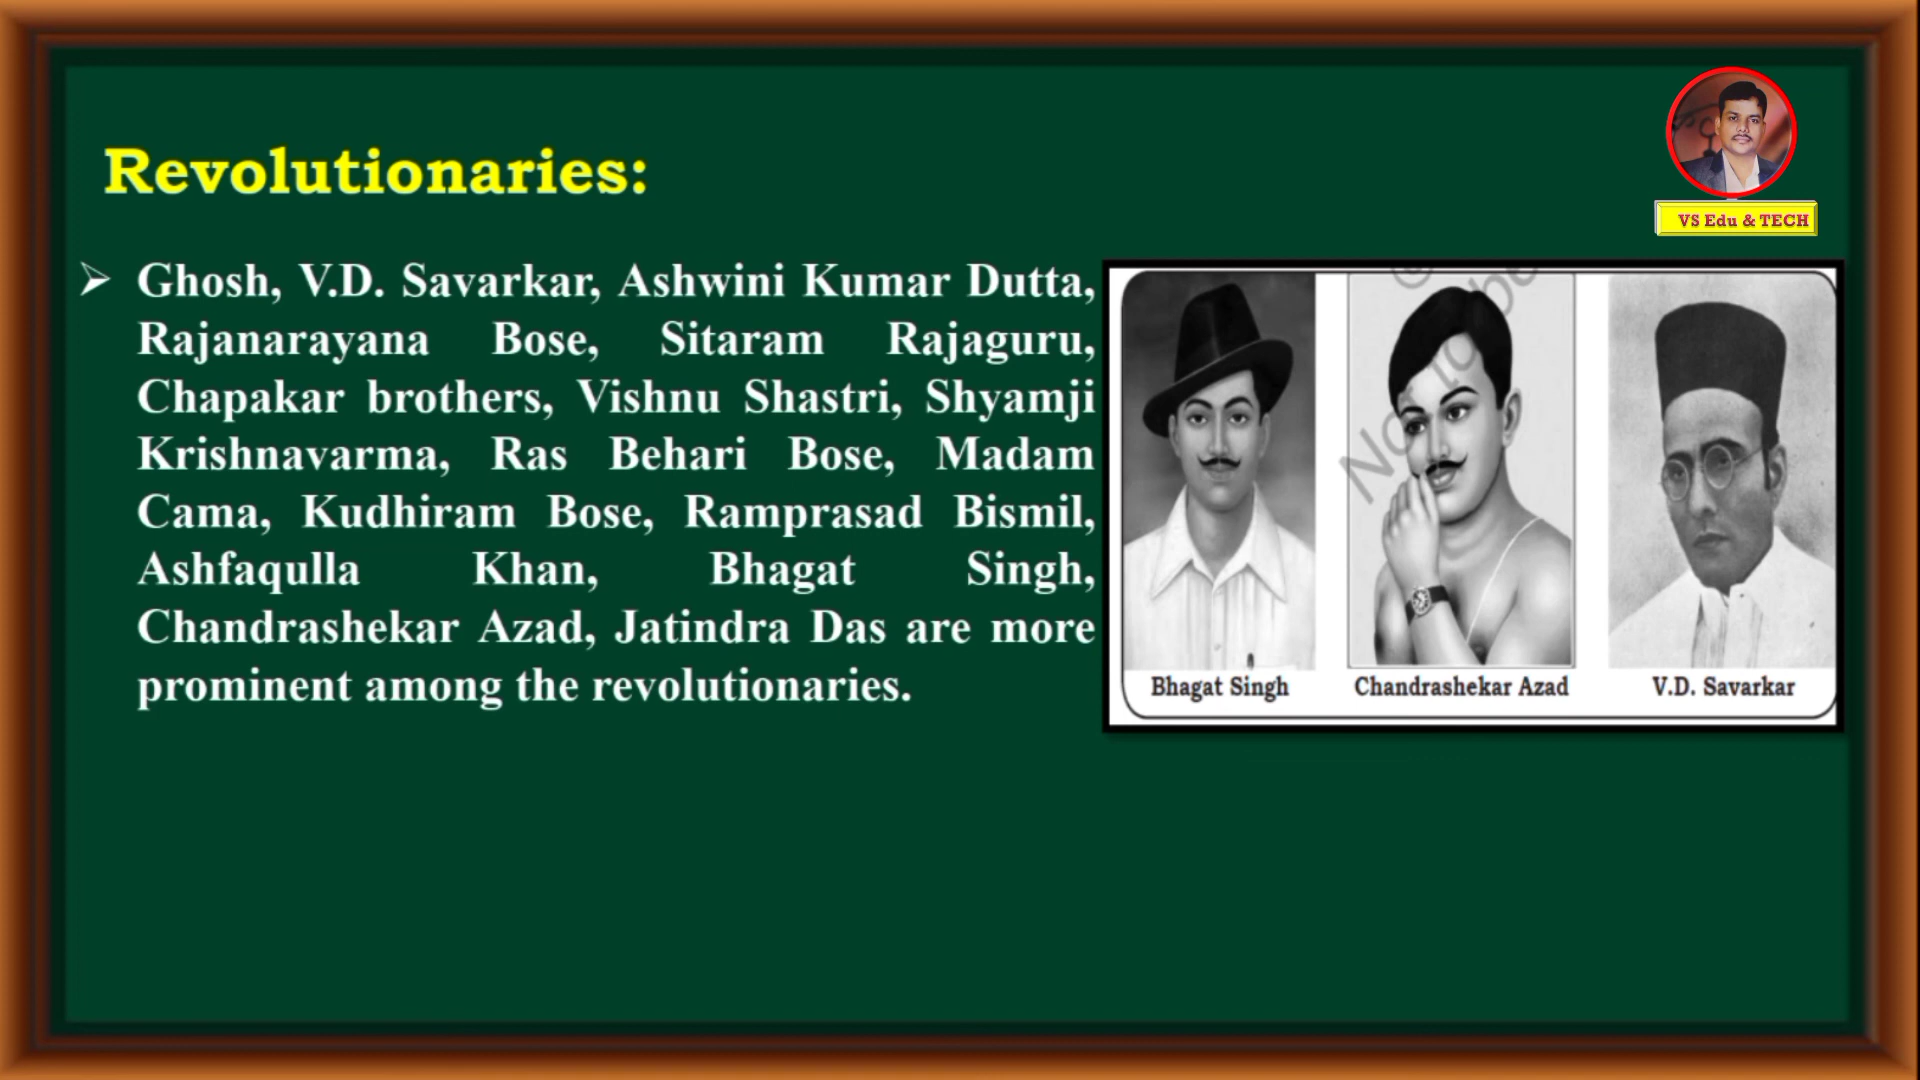 Revolutionaries:
VS Edu & TECH
➢ Ghosh, V.D. Savarkar, Ashwini Kumar Dutta,
Rajanarayana Bose, Sitaram Rajaguru,
Chapakar brothers, Vishnu Shastri, Shyamji
Krishnavarma, Ras Behari Bose, Madam
Cama, Kudhiram Bose, Ramprasad Bismil,
Ashfaqulla Khan, Bhagat Singh,
Chandrashekar Azad, Jatindra Das are more
prominent among the revolutionaries.
Bhagat Singh
Chandrashekar Azad
V.D. Savarkar